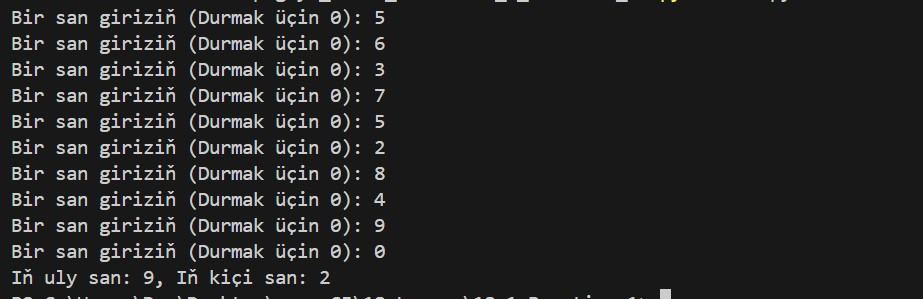 Bir san giriziň (Durmak üçin 0): 5
Bir san giriziň (Durmak üçin 0): 6
Bir san giriziň (Durmak üçin 0): 3
Bir san giriziň (Durmak üçin 0): 7
Bir san giriziň (Durmak üçin 0): 5
Bir san giriziň (Durmak üçin 0): 2
Bir san giriziň (Durmak üçin 0): 8
Bir san giriziň (Durmak üçin 0): 4
Bir san giriziň (Durmak üçin 0): 9
Bir san giriziň (Durmak üçin 0): 0
Iň uly san: 9, Iň kiçi san: 2